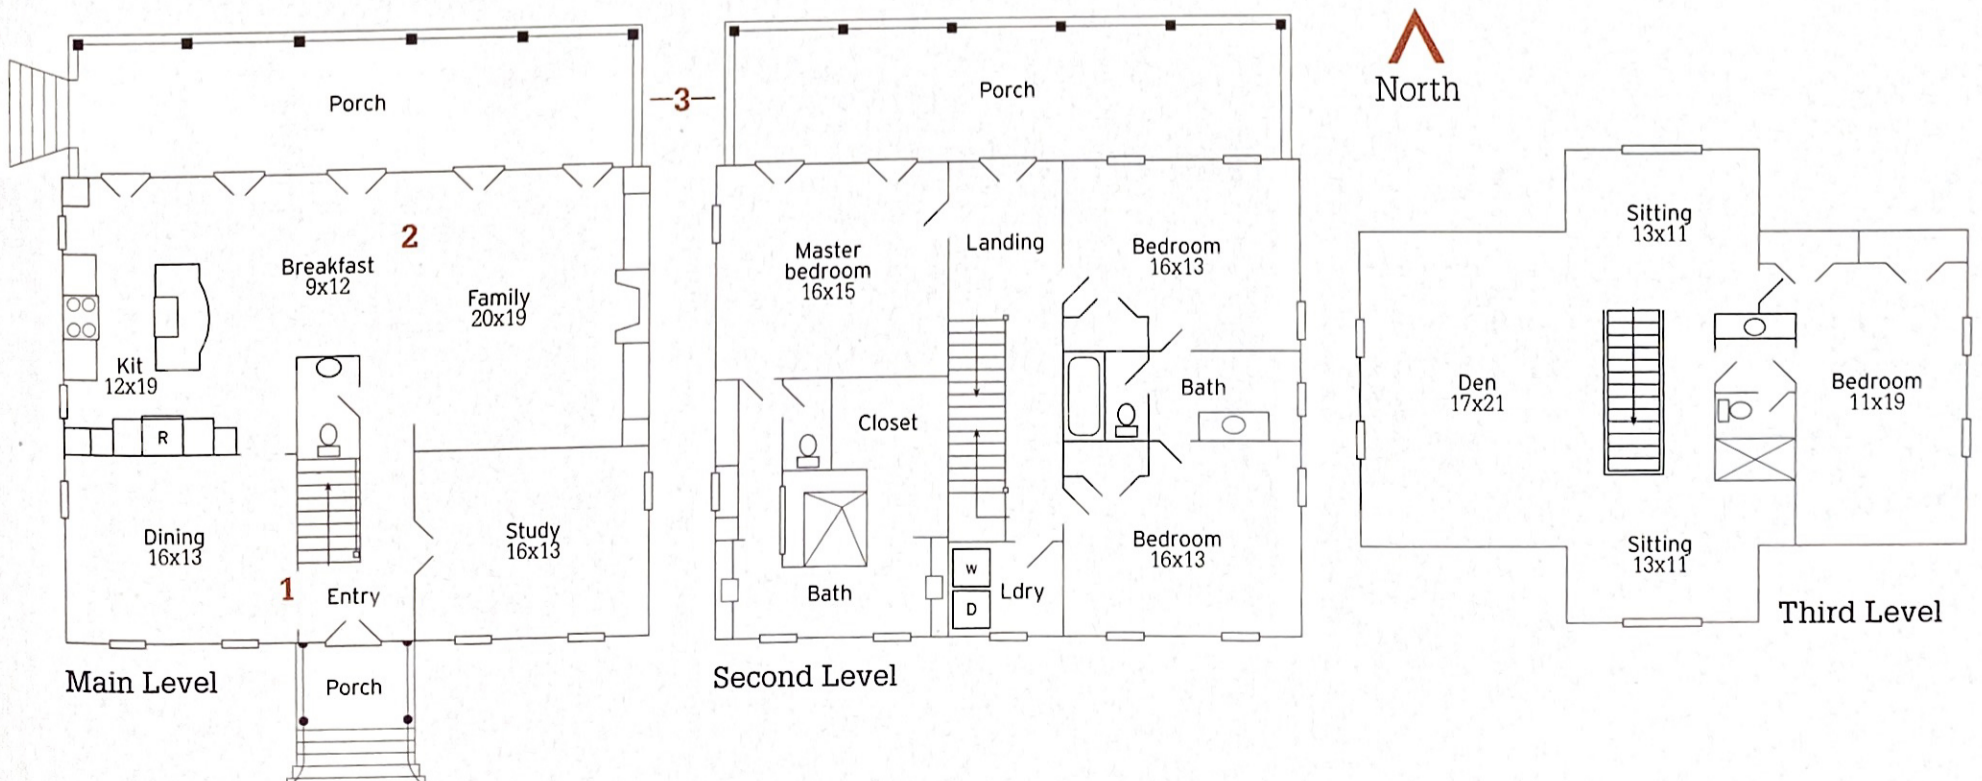 Porch
2
Breakfast
9x12
Family
20x19
Kit
12x19
R
Dining
16x13
Study
16x13
1
Entry
Porch
Main Level
3
Porch
Landing
Master
bedroom
16x15
Bedroom
16x13
Closet
Bath
Bath
Bedroom
16x13
W
D
Ldry
Second Level
North
Sitting
13x11
Den
17x21
Bedroom
11x19
Sitting
13x11
Third Level